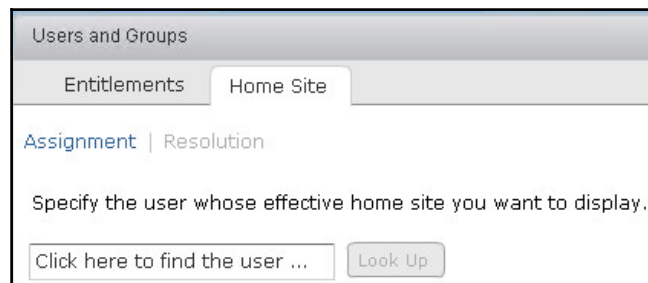 Users and Groups
Entitlements Home Site
Assignment | Resolution
Specify the user whose effective home site you want to display.
Click here to find the user ... Look Up